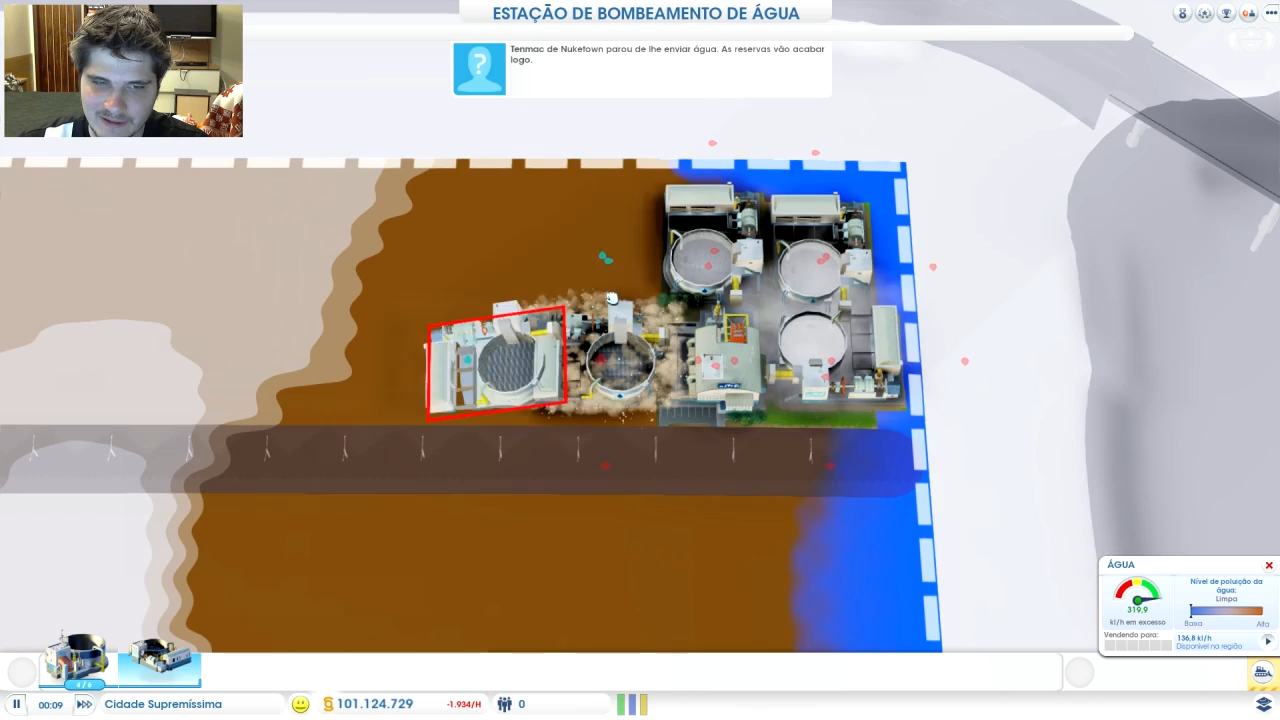 ESTAÇÃO DE BOMBEAMENTO DE ÁGUA
Tenmac de Nuketown parou de lhe enviar água. As reservas vão acabar
logo.
ÁGUA
Nível de poluição da
água:
Limpa
319,9
kl/h em excesso
Baixa
Alta
Vendendo para:
136,8 kl/h
Disponível na região
4/6
00:09
Cidade Supremíssima
101.124.729
-1.934/H
0